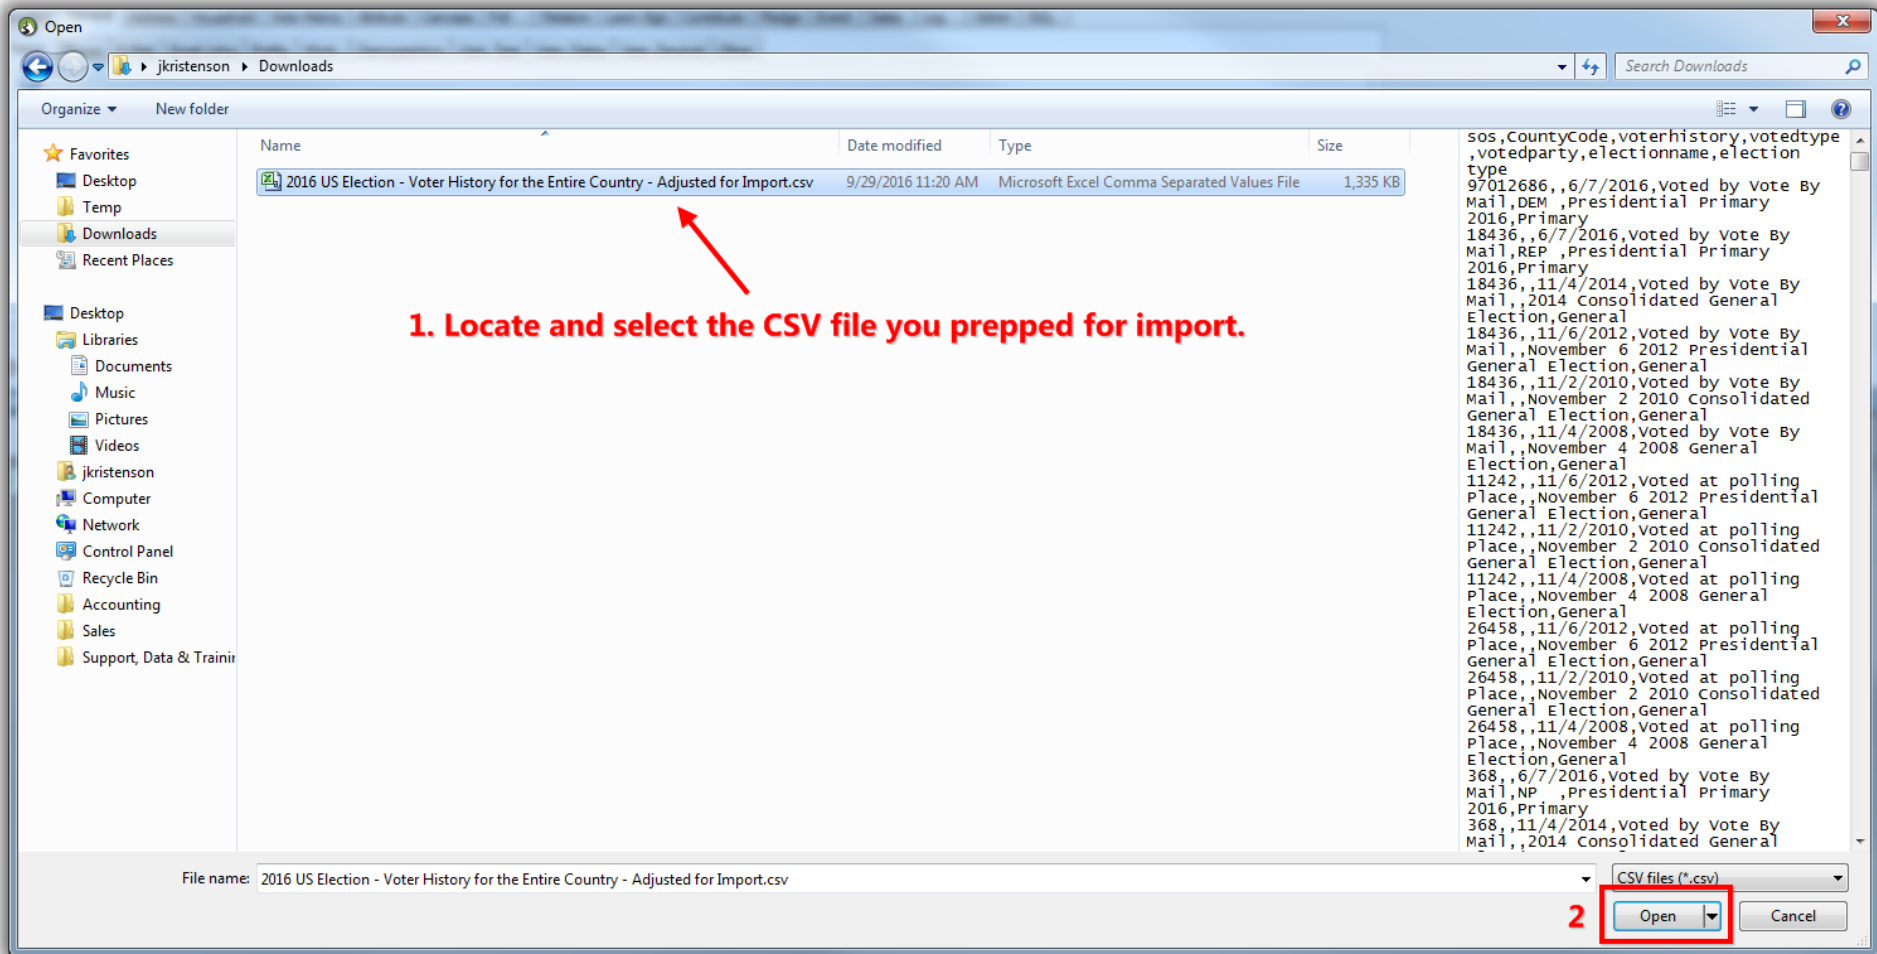 Open
jkristenson
Downloads
Search Downloads
Organize
New folder
Name
Date modified
Type
Size
Favorites
Desktop
Temp
Downloads
Recent Places
Desktop
Libraries
Documents
Music
Pictures
Videos
jkristenson
Computer
Network
Control Panel
Recycle Bin
Accounting
Sales
Support, Data & Trainin
2016 US Election - Voter History for the Entire Country - Adjusted for Import.csv
9/29/2016 11:20 AM
Microsoft Excel Comma Separated Values File
1,335 KB
1. Locate and select the CSV file you prepped for import.
sos,CountyCode,voterhistory,votedtype
,votedparty,electionname,election
type
97012686,,6/7/2016,Voted by Vote By
Mail,DEM ,Presidential Primary
2016,Primary
18436,,6/7/2016,Voted by Vote By
Mail,REP ,Presidential Primary
2016,Primary
18436,,11/4/2014,Voted by Vote By
Mail,,2014 Consolidated General
Election,General
18436,,11/6/2012,Voted by Vote By
Mail,,November 6 2012 Presidential
General Election,General
18436,,11/2/2010,Voted by Vote By
Mail,,November 2 2010 Consolidated
General Election,General
18436,,11/4/2008,Voted by Vote By
Mail,,November 4 2008 General
Election,General
11242,,11/6/2012,Voted at polling
Place,,November 6 2012 Presidential
General Election,General
11242,,11/2/2010,Voted at polling
Place,,November 2 2010 Consolidated
General Election,General
11242,,11/4/2008,Voted at polling
Place,,November 4 2008 General
Election,General
26458,,11/6/2012,Voted at polling
Place,,November 6 2012 Presidential
General Election,General
26458,,11/2/2010,Voted at polling
Place,,November 2 2010 Consolidated
General Election,General
26458,,11/4/2008,Voted at polling
Place,,November 4 2008 General
Election,General
368,,6/7/2016,Voted by Vote By
Mail,NP  ,Presidential Primary
2016,Primary
368,,11/4/2014,Voted by Vote By
Mail,,2014 Consolidated General
File name:
2016 US Election - Voter History for the Entire Country - Adjusted for Import.csv
CSV files (*.csv)
2
Open
Cancel